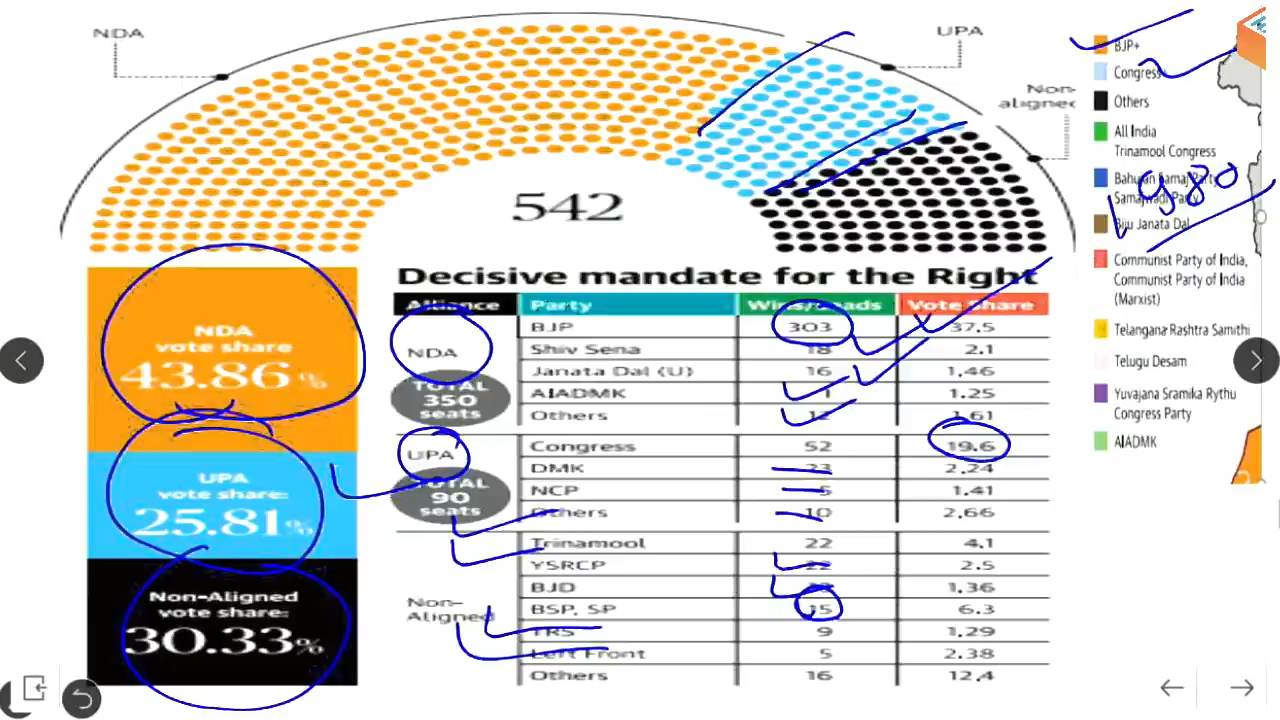 NDA
UPA
Non-
aligned
542
BJP+
Congress
Others
All India
Trinamool Congress
Bahujan Samaj Party
Samajwadi Party
Biju Janata Dal
Communist Party of India,
Communist Party of India
(Marxist)
Telangana Rashtra Samithi
Telugu Desam
Yuvajana Sramika Rythu
Congress Party
AIADMK
1980
NDA
vote share
43.86%
UPA
vote share:
25.81%
Non-Aligned
vote share:
30.33%
Decisive mandate for the Right
Alliance Party Wins/Leads Vote Share
NDA
TOTAL
350
seats
BJP 303 37.5
Shiv Sena 18 2.1
Janata Dal (U) 16 1.46
AIADMK 1 1.25
Others 12 1.61
UPA
TOTAL
90
seats
Congress 52 19.6
DMK 23 2.24
NCP 5 1.41
Others 10 2.66
Non-
Aligned
Trinamool 22 4.1
YSRCP 22 2.5
BJD 1.36
BSP, SP 15 6.3
TRS 9 1.29
Left Front 5 2.38
Others 16 12.4